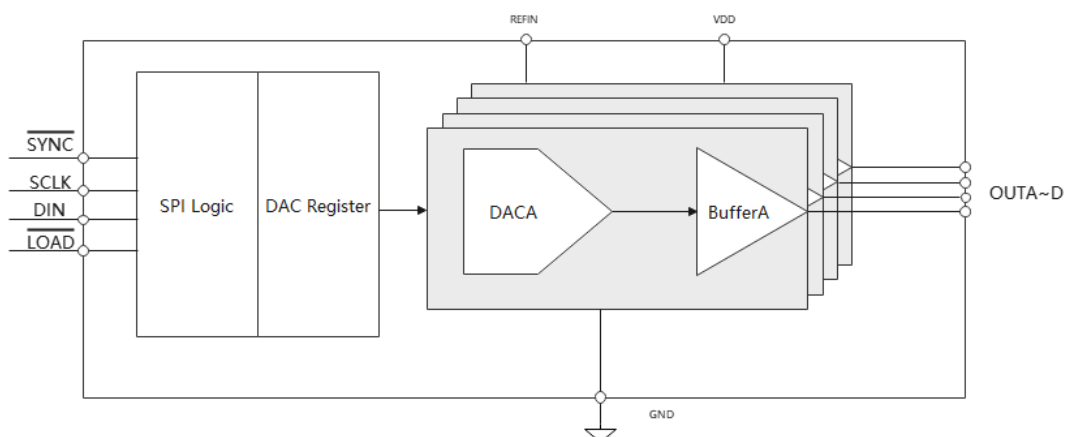 REFIN
VDD
SYNC
SCLK
DIN
LOAD
SPI Logic
DAC Register
DACA
BufferA
OUTA~D
GND